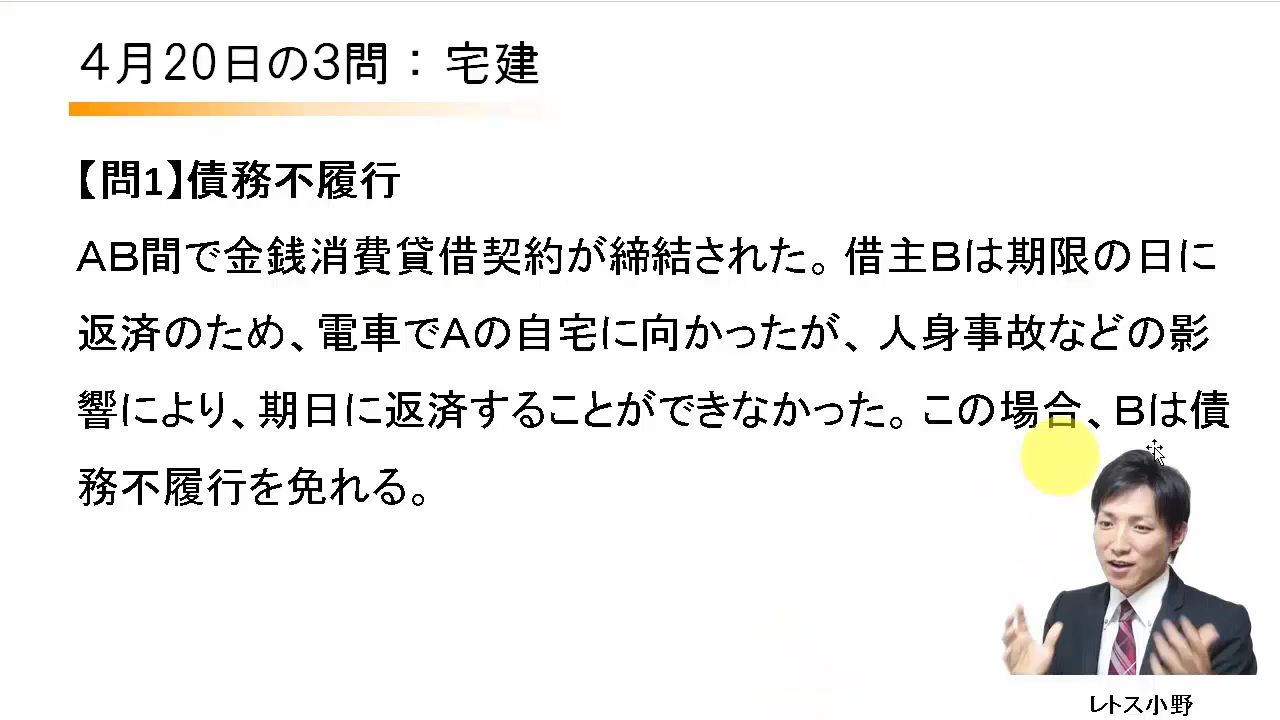 ４月20日の3問：宅建
【問1】債務不履行
ＡＢ間で金銭消費貸借契約が締結された。借主Ｂは期限の日に
返済のため、電車でＡの自宅に向かったが、人身事故などの影
響により、期日に返済することができなかった。この場合、Ｂは債
務不履行を免れる。
レトス小野